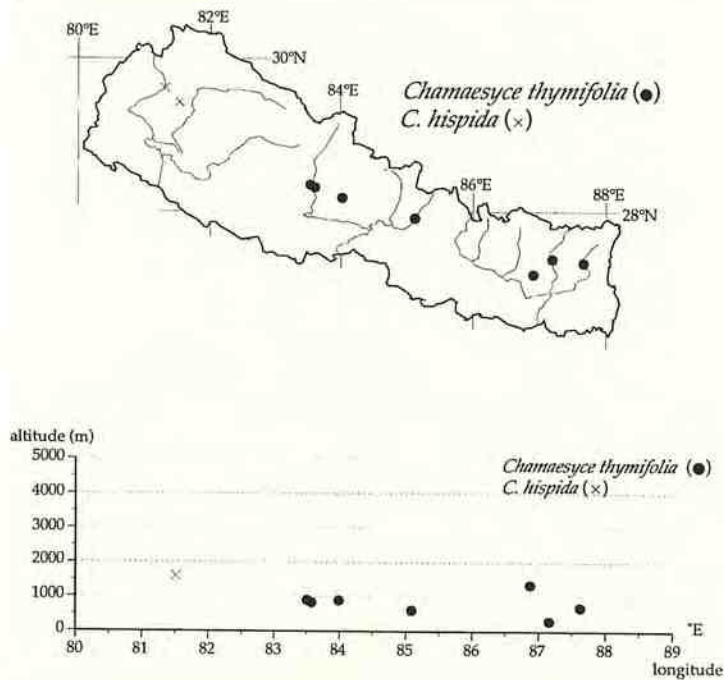 80°E
82°E
30°N
84°E
Chamaesyce thymifolia (●)
C. hispida (×)
86°E
88°E
28°N
altitude (m)
5000
4000
3000
2000
1000
0
Chamaesyce thymifolia (●)
C. hispida (×)
80 81 82 83 84 85 86 87 88 89
°E
longitude